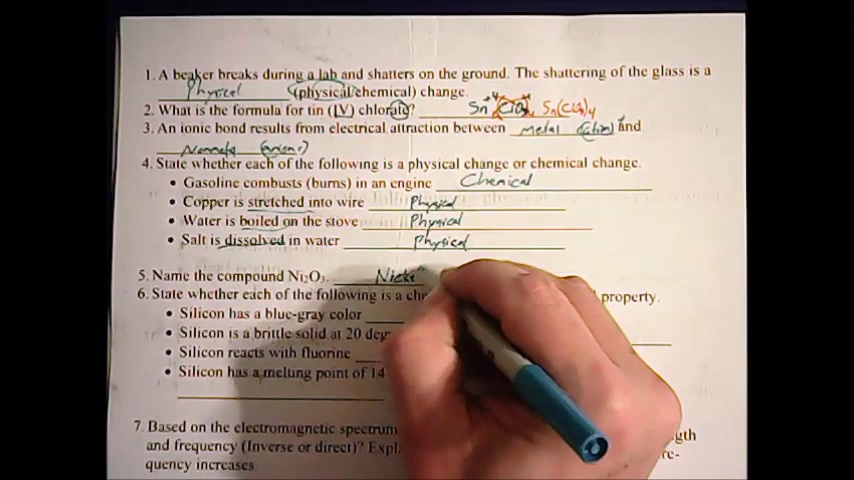 1. A beaker breaks during a lab and shatters on the ground. The shattering of the glass is a
Physical (physical/chemical) change.
2. What is the formula for tin (IV) chlorate? Sn+4 Sn(ClO3)4
3. An ionic bond results from electrical attraction between metal (cation) and
Nonmetal (anion)
4. State whether each of the following is a physical change or chemical change.
• Gasoline combusts (burns) in an engine Chemical
• Copper is stretched into wire Physical
• Water is boiled on the stove Physical
• Salt is dissolved in water Physical
5. Name the compound Ni2O3. Nicke
6. State whether each of the following is a che property.
• Silicon has a blue-gray color
• Silicon is a brittle solid at 20 deg
• Silicon reacts with fluorine
• Silicon has a melting point of 14
7. Based on the electromagnetic spectrum gth
and frequency (Inverse or direct)? Expl re-
quency increases.